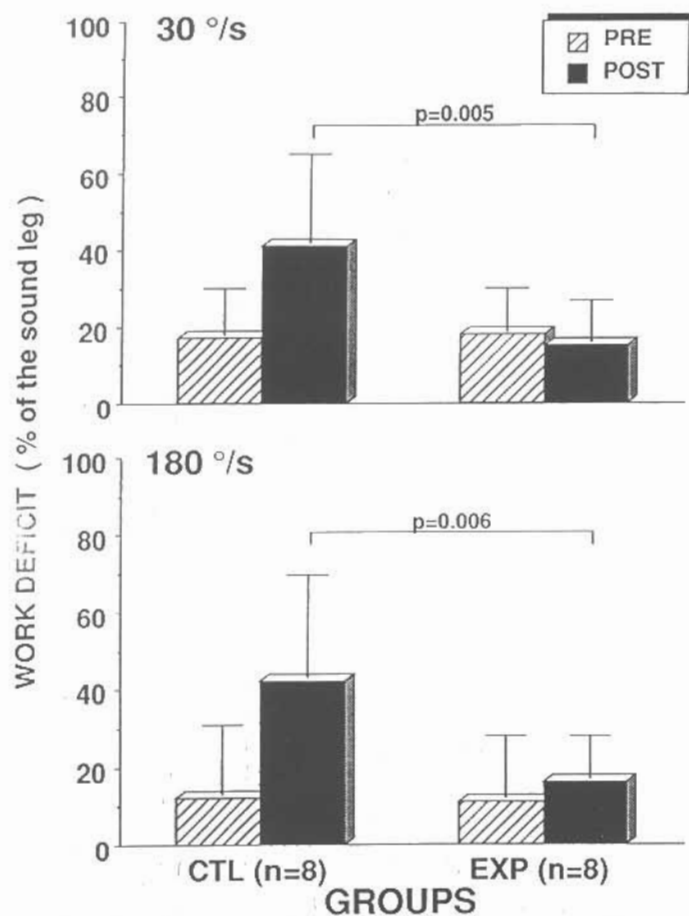 30 °/s
PRE
POST
100
80
60
40
20
0
p=0.005
WORK DEFICIT ( % of the sound leg )
180 °/s
100
80
60
40
20
0
p=0.006
CTL (n=8) EXP (n=8)
GROUPS